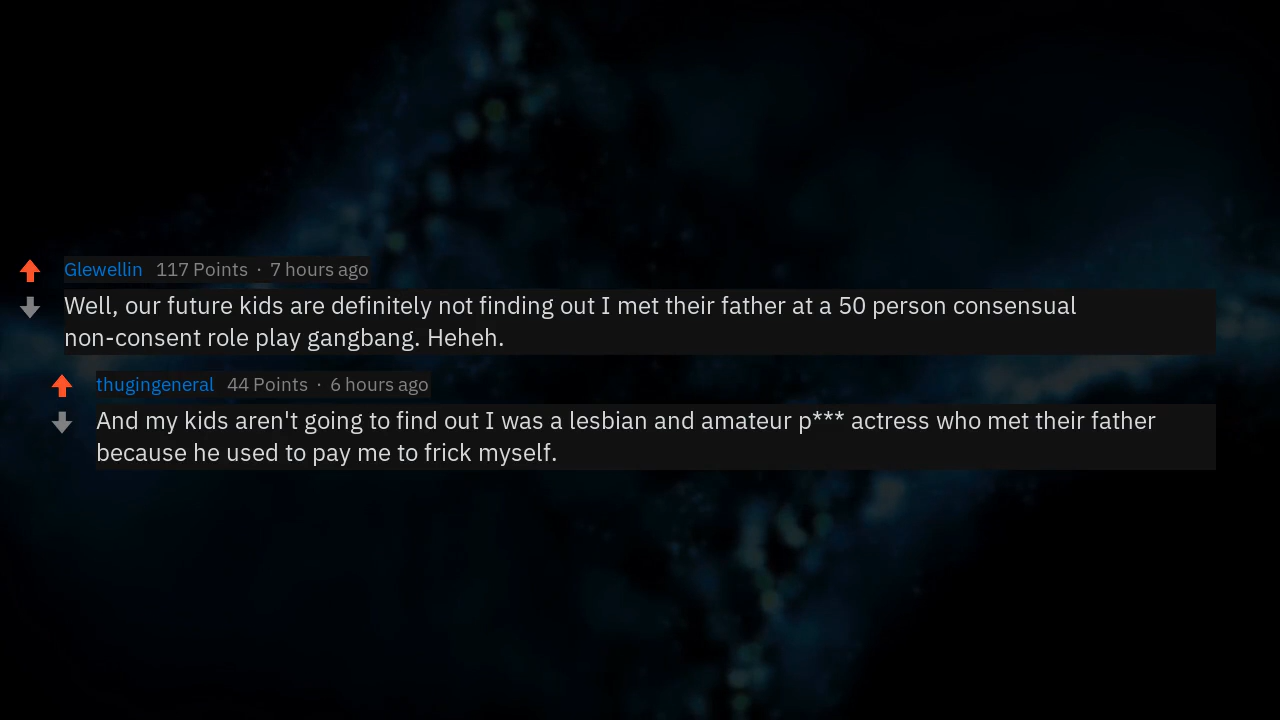 Glewellin 117 Points · 7 hours ago
Well, our future kids are definitely not finding out I met their father at a 50 person consensual
non-consent role play gangbang. Heheh.
thugingeneral 44 Points · 6 hours ago
And my kids aren't going to find out I was a lesbian and amateur p*** actress who met their father
because he used to pay me to frick myself.